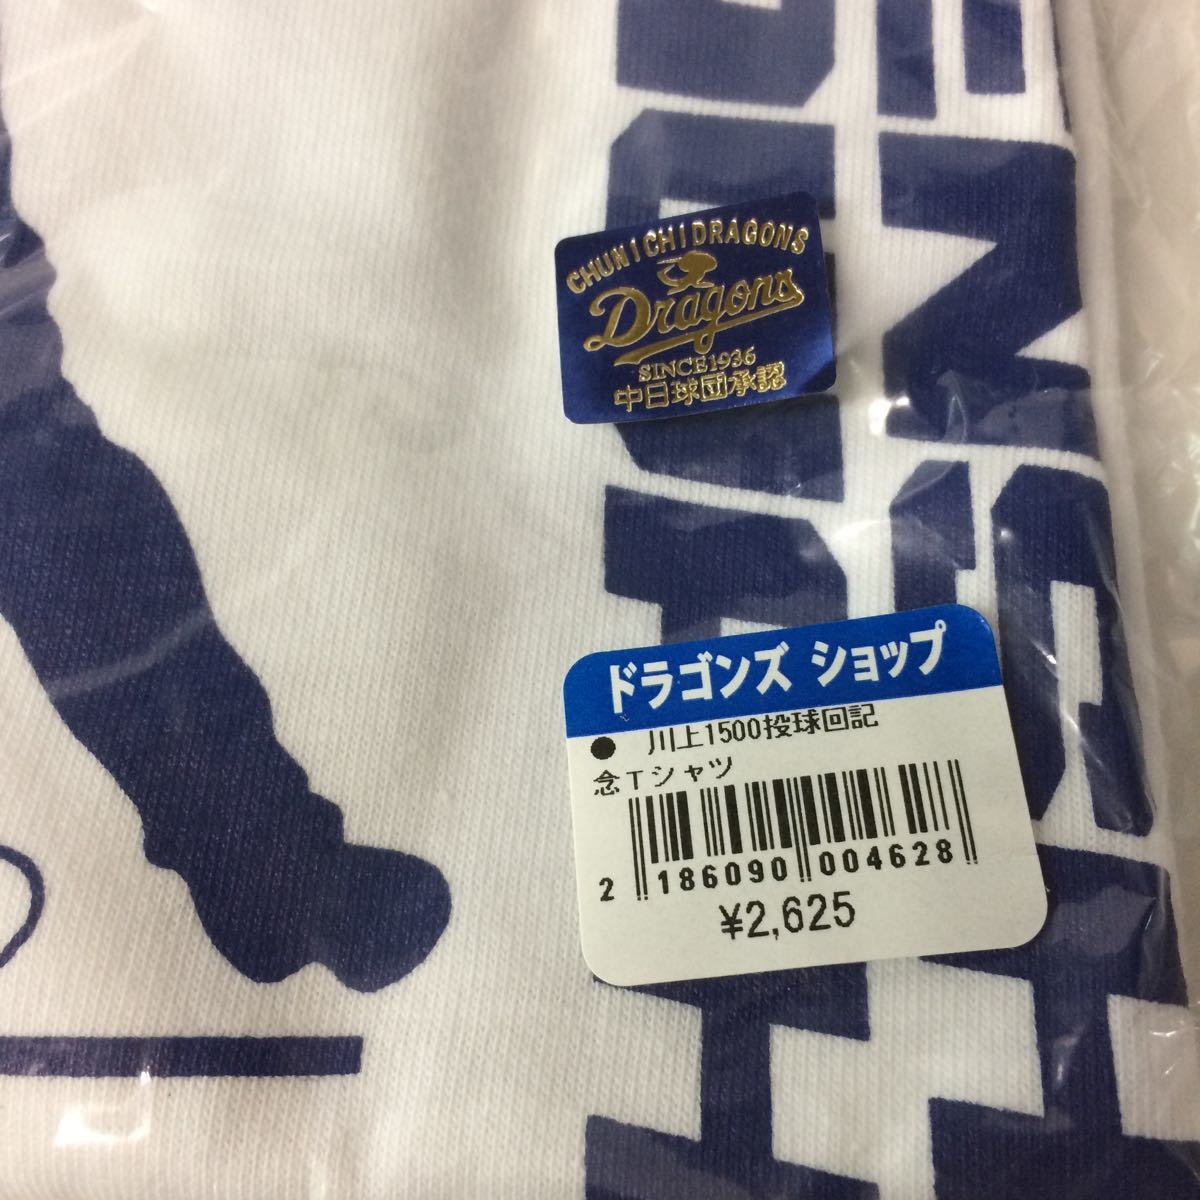 CHUNICHI DRAGONS
Dragons
SINCE1936
中日球団承認
ドラゴンズ ショップ
● 川上1500投球回記
念Tシャツ
2 186090 004628
¥2,625